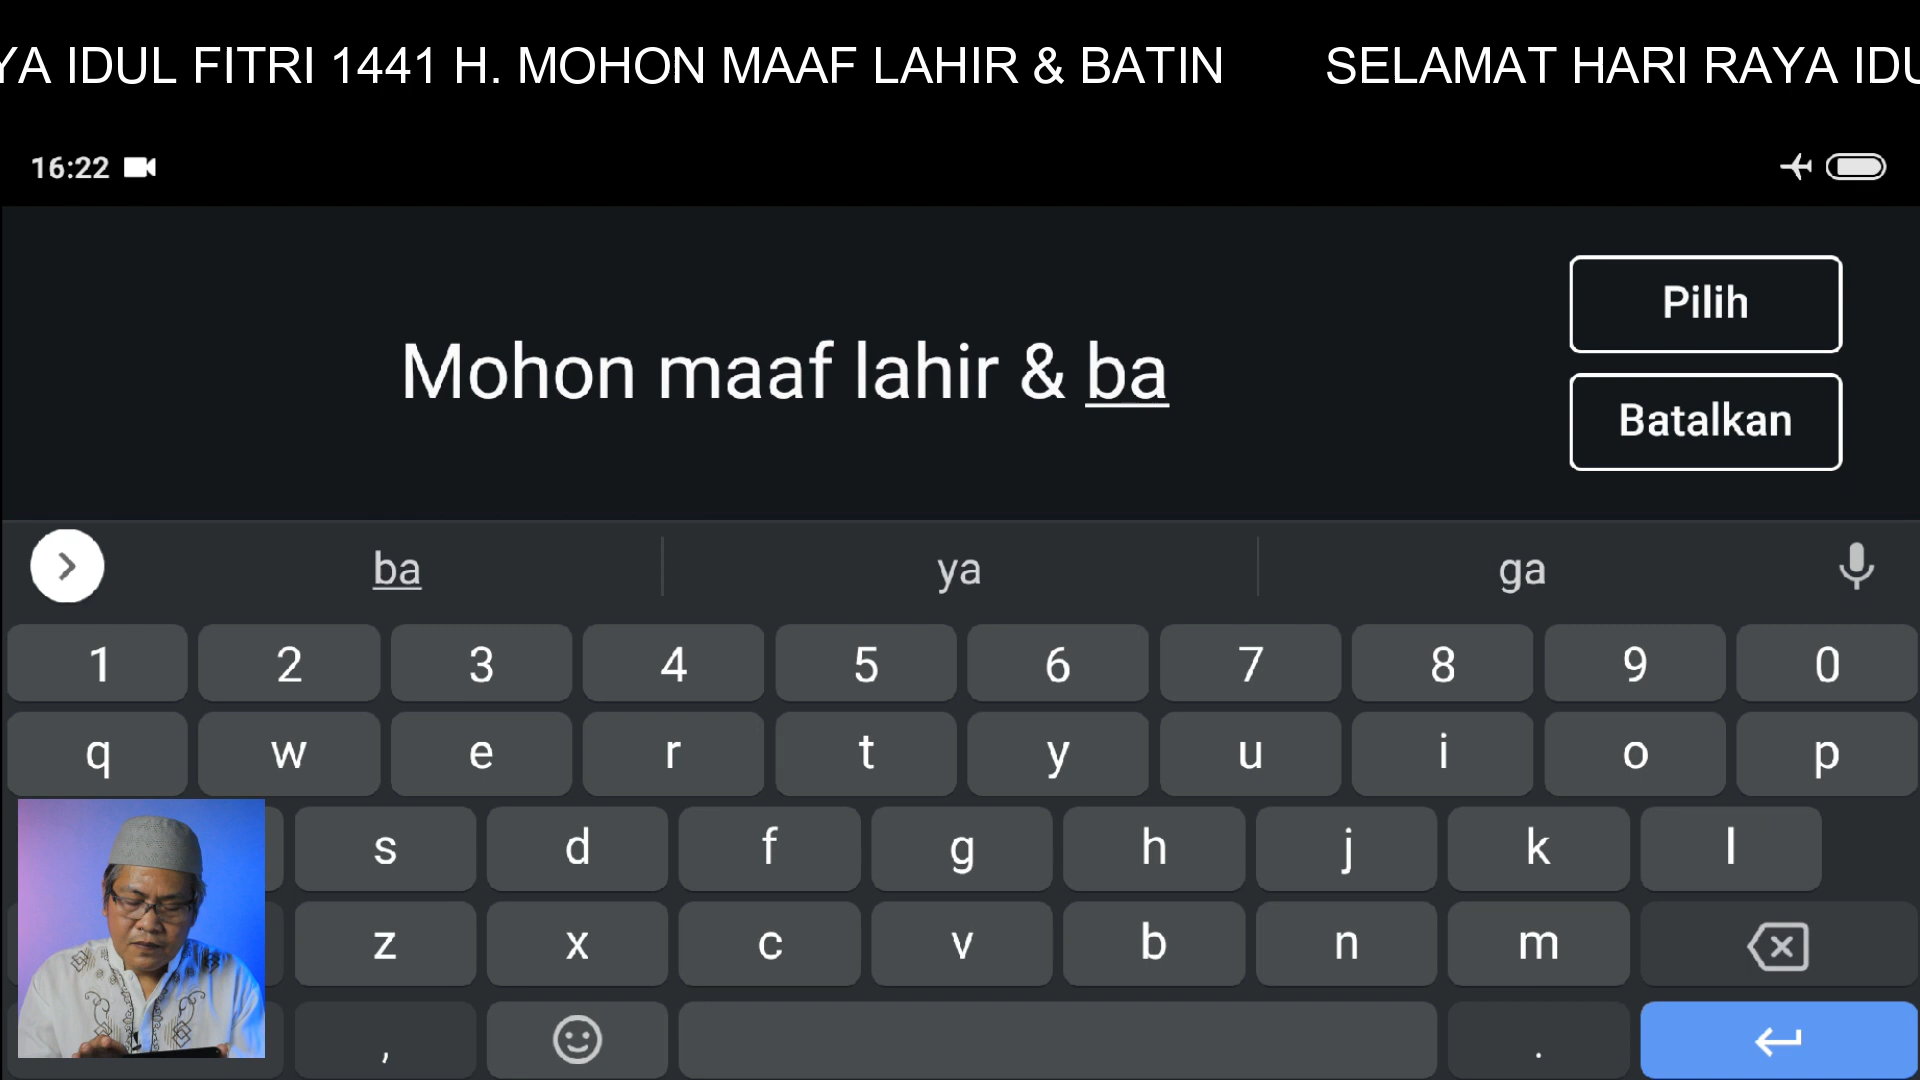 YA IDUL FITRI 1441 H. MOHON MAAF LAHIR & BATIN SELAMAT HARI RAYA IDU
16:22
Pilih
Mohon maaf lahir & ba
Batalkan
ba ya ga
1 2 3 4 5 6 7 8 9 0
q w e r t y u i o p
s d f g h j k l
z x c v b n m
, .